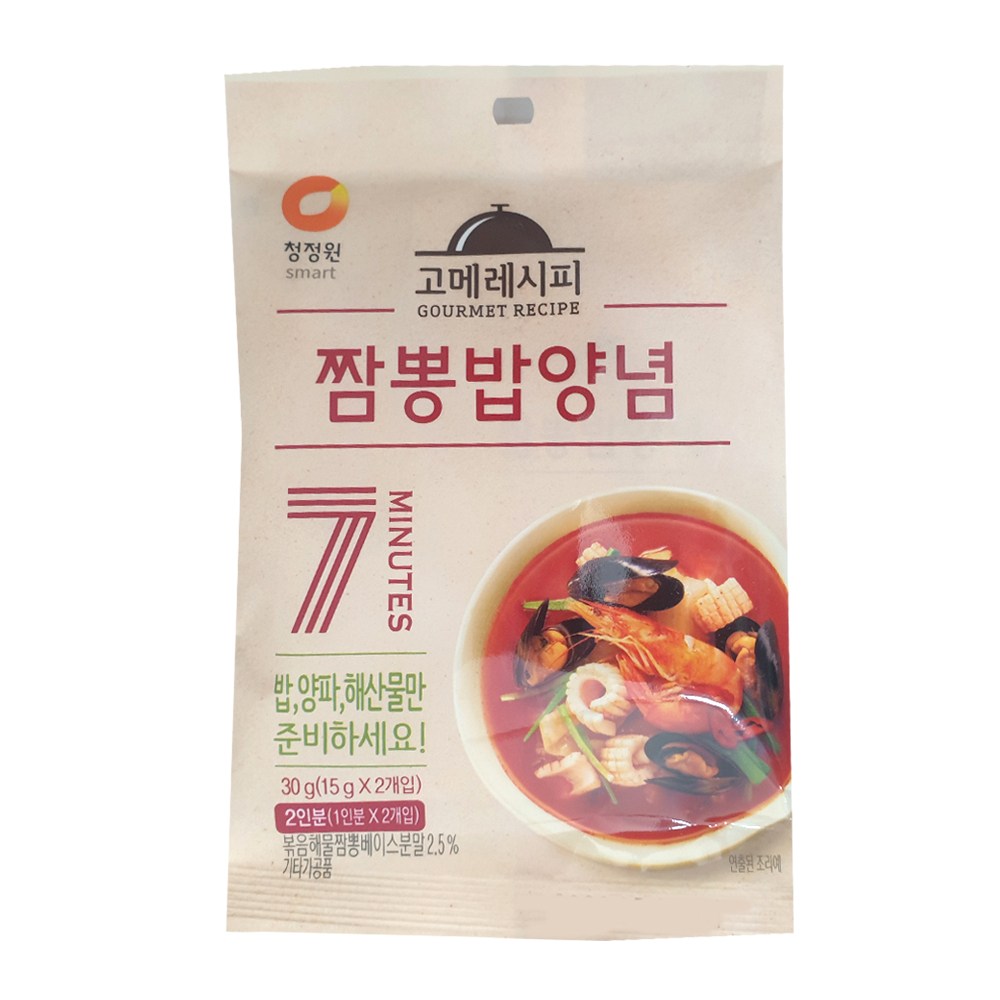 청정원
smart
고메레시피
GOURMET RECIPE
짬뽕밥양념
7
MINUTES
밥,양파,해산물만
준비하세요!
30 g(15 g X 2개입)
2인분(1인분 X 2개입)
볶음해물짬뽕베이스분말 2.5%
기타가공품
연출된 조리예